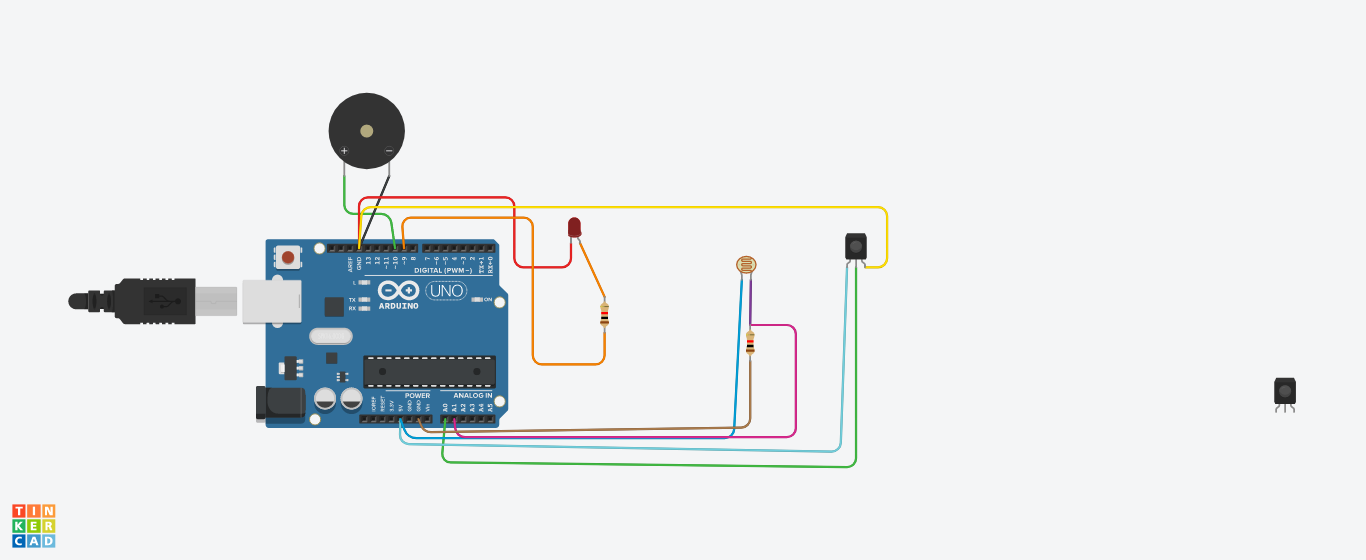 + −
AREF
GND
13
12
~11
~10
~9
8
7
~6
~5
4
~3
2
TX→1
RX←0
DIGITAL (PWM~)
L
TX
RX
ARDUINO
UNO
ON
POWER
ANALOG IN
IOREF
RESET
3.3V
5V
GND
GND
Vin
A0
A1
A2
A3
A4
A5
TIN
KER
CAD